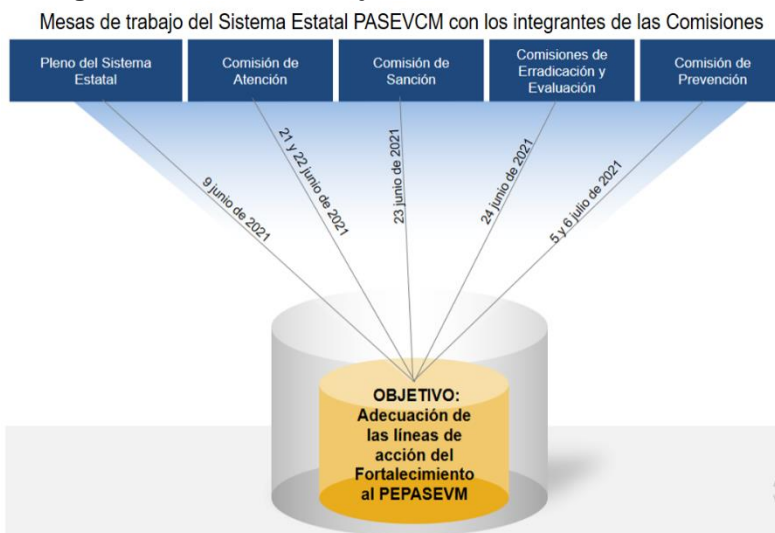 Mesas de trabajo del Sistema Estatal PASEVCM con los integrantes de las Comisiones
Pleno del Sistema
Estatal
Comisión de
Atención
Comisión de
Sanción
Comisiones de
Erradicación y
Evaluación
Comisión de
Prevención
9 junio de 2021
21 y 22 junio de 2021
23 junio de 2021
24 junio de 2021
5 y 6 julio de 2021
OBJETIVO:
Adecuación de
las líneas de
acción del
Fortalecimiento
al PEPASEVM